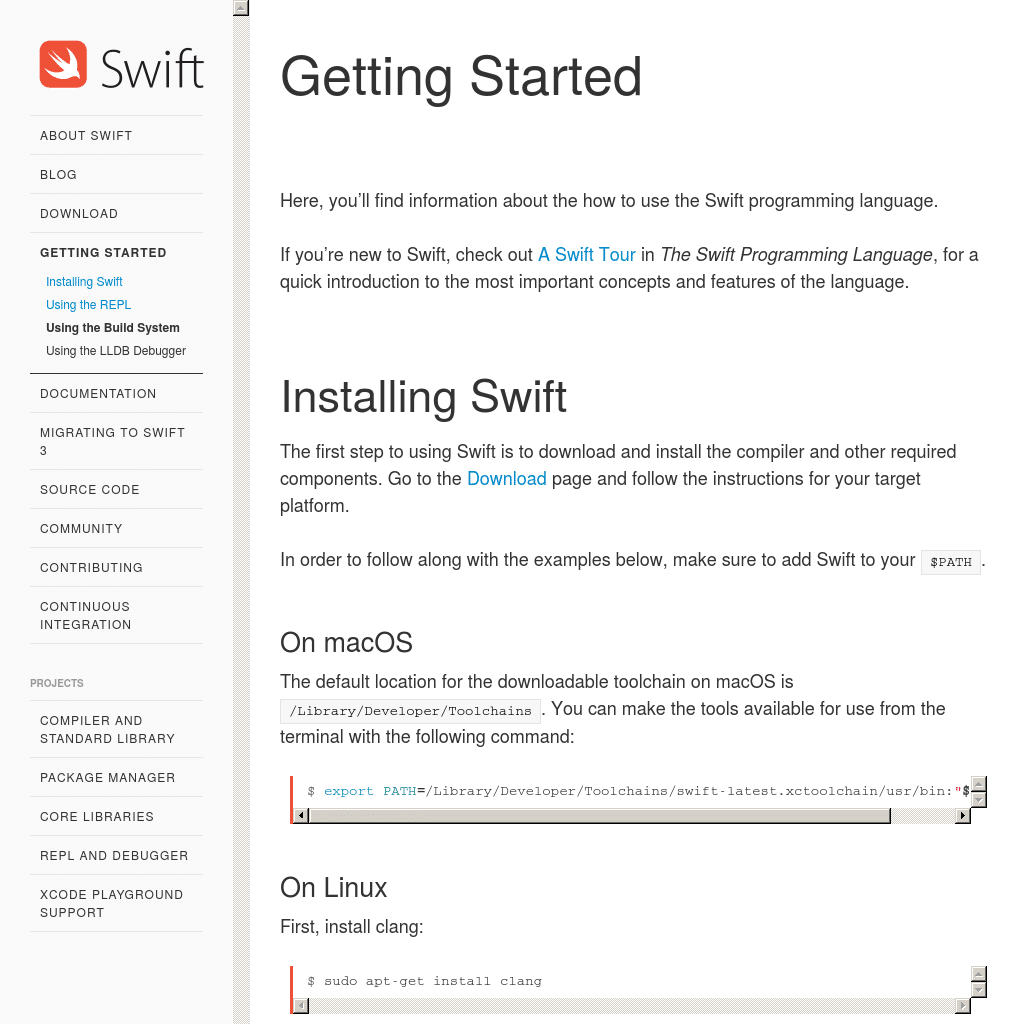 Swift
ABOUT SWIFT
BLOG
DOWNLOAD
GETTING STARTED
Installing Swift
Using the REPL
Using the Build System
Using the LLDB Debugger
DOCUMENTATION
MIGRATING TO SWIFT
3
SOURCE CODE
COMMUNITY
CONTRIBUTING
CONTINUOUS
INTEGRATION
PROJECTS
COMPILER AND
STANDARD LIBRARY
PACKAGE MANAGER
CORE LIBRARIES
REPL AND DEBUGGER
XCODE PLAYGROUND
SUPPORT
Getting Started
Here, you’ll find information about the how to use the Swift programming language.
If you’re new to Swift, check out A Swift Tour in The Swift Programming Language, for a
quick introduction to the most important concepts and features of the language.
Installing Swift
The first step to using Swift is to download and install the compiler and other required
components. Go to the Download page and follow the instructions for your target
platform.
In order to follow along with the examples below, make sure to add Swift to your $PATH.
On macOS
The default location for the downloadable toolchain on macOS is
/Library/Developer/Toolchains. You can make the tools available for use from the
terminal with the following command:
$ export PATH=/Library/Developer/Toolchains/swift-latest.xctoolchain/usr/bin:"$
On Linux
First, install clang:
$ sudo apt-get install clang